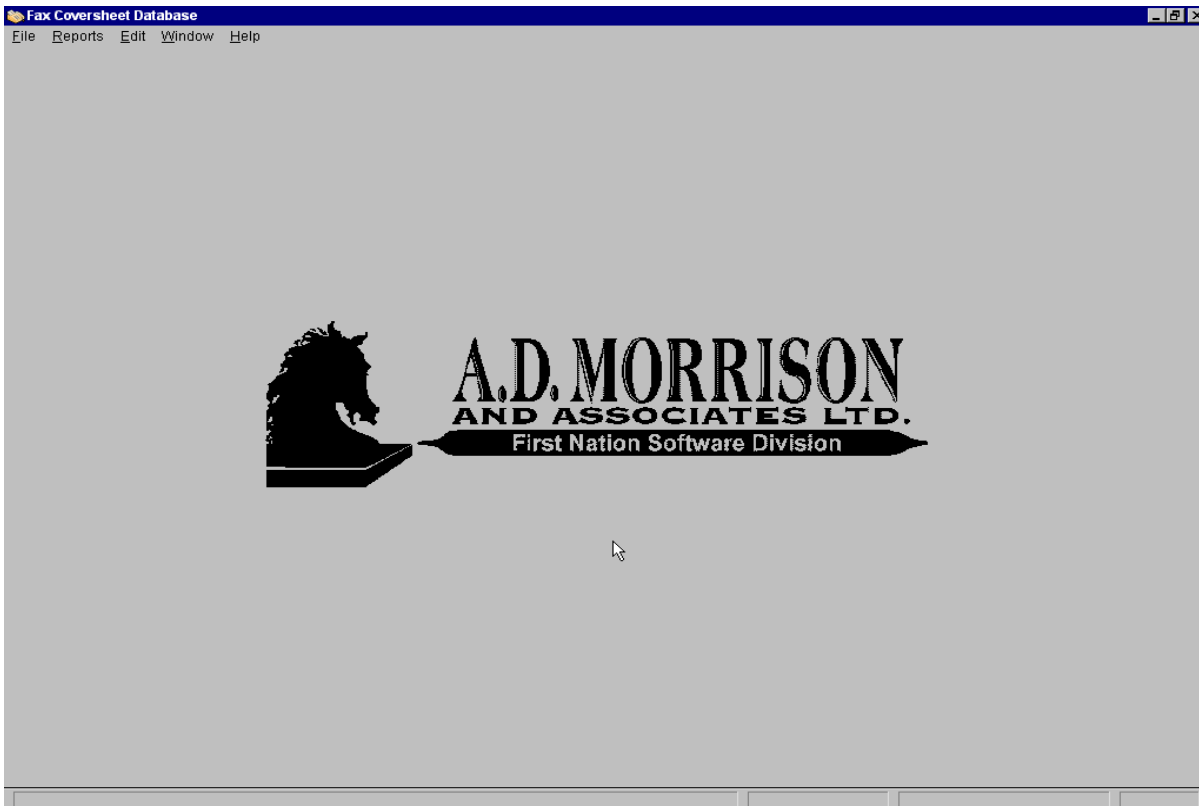 Fax Coversheet Database
File Reports Edit Window Help
A.D. MORRISON
AND ASSOCIATES LTD.
First Nation Software Division